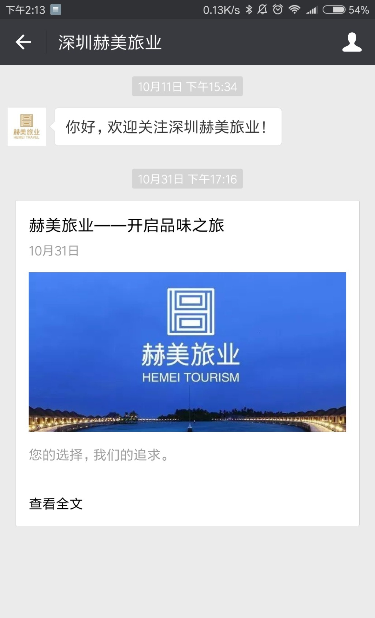 下午2:13 0.13K/s 54%
深圳赫美旅业
10月11日 下午15:34
赫美旅业
HEMEI TOURISM
你好，欢迎关注深圳赫美旅业！
10月31日 下午17:16
赫美旅业——开启品味之旅
10月31日
赫美旅业
HEMEI TOURISM
您的选择，我们的追求。
查看全文